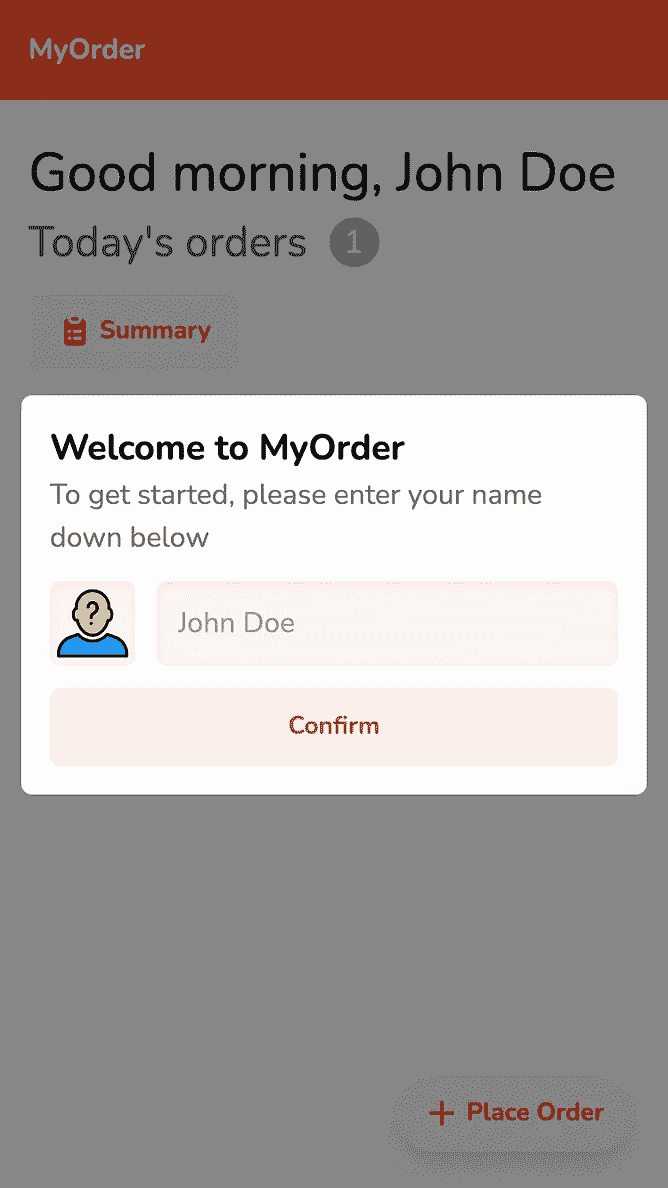 MyOrder
Good morning, John Doe
Today's orders 1
Summary
Welcome to MyOrder
To get started, please enter your name
down below
?
John Doe
Confirm
+ Place Order